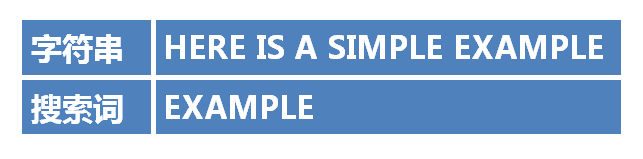 字符串 HERE IS A SIMPLE EXAMPLE
搜索词 EXAMPLE